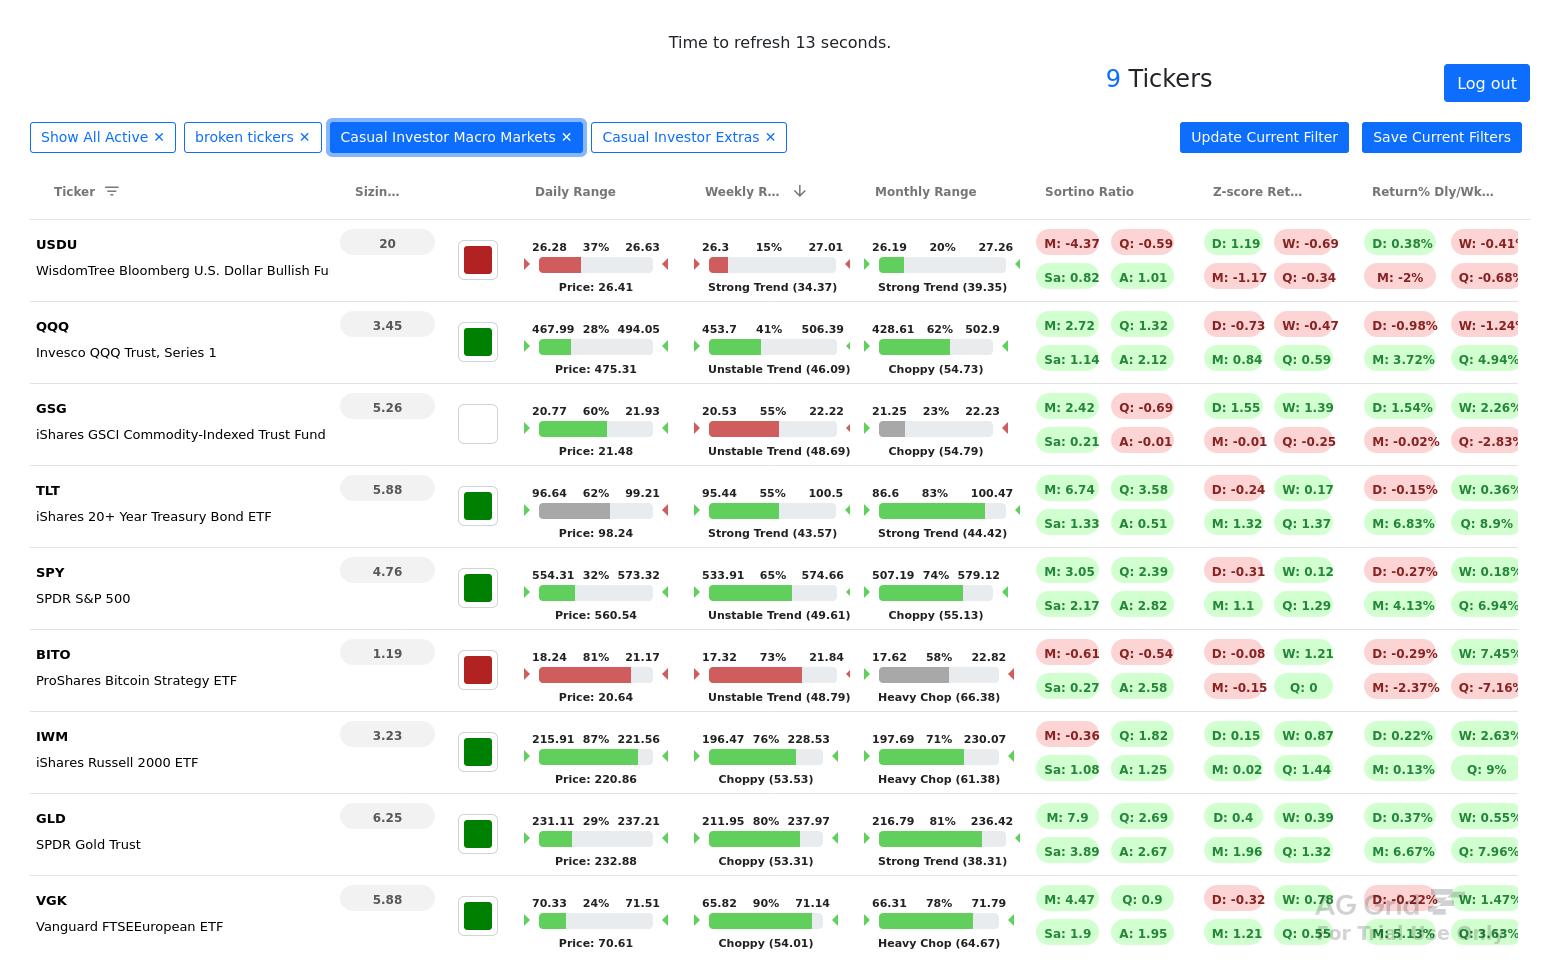 Time to refresh 13 seconds.
9 Tickers
Log out
Show All Active ✕ broken tickers ✕ Casual Investor Macro Markets ✕ Casual Investor Extras ✕ Update Current Filter Save Current Filters
Ticker Sizin… Daily Range Weekly R… Monthly Range Sortino Ratio Z-score Ret… Return% Dly/Wk…
USDU 20 26.28 37% 26.63 26.3 15% 27.01 26.19 20% 27.26 M: -4.37 Q: -0.59 D: 1.19 W: -0.69 D: 0.38% W: -0.41%
WisdomTree Bloomberg U.S. Dollar Bullish Fu Sa: 0.82 A: 1.01 M: -1.17 Q: -0.34 M: -2% Q: -0.68%
Price: 26.41 Strong Trend (34.37) Strong Trend (39.35)
QQQ 3.45 467.99 28% 494.05 453.7 41% 506.39 428.61 62% 502.9 M: 2.72 Q: 1.32 D: -0.73 W: -0.47 D: -0.98% W: -1.24%
Invesco QQQ Trust, Series 1 Sa: 1.14 A: 2.12 M: 0.84 Q: 0.59 M: 3.72% Q: 4.94%
Price: 475.31 Unstable Trend (46.09) Choppy (54.73)
GSG 5.26 20.77 60% 21.93 20.53 55% 22.22 21.25 23% 22.23 M: 2.42 Q: -0.69 D: 1.55 W: 1.39 D: 1.54% W: 2.26%
iShares GSCI Commodity-Indexed Trust Fund Sa: 0.21 A: -0.01 M: -0.01 Q: -0.25 M: -0.02% Q: -2.83%
Price: 21.48 Unstable Trend (48.69) Choppy (54.79)
TLT 5.88 96.64 62% 99.21 95.44 55% 100.5 86.6 83% 100.47 M: 6.74 Q: 3.58 D: -0.24 W: 0.17 D: -0.15% W: 0.36%
iShares 20+ Year Treasury Bond ETF Sa: 1.33 A: 0.51 M: 1.32 Q: 1.37 M: 6.83% Q: 8.9%
Price: 98.24 Strong Trend (43.57) Strong Trend (44.42)
SPY 4.76 554.31 32% 573.32 533.91 65% 574.66 507.19 74% 579.12 M: 3.05 Q: 2.39 D: -0.31 W: 0.12 D: -0.27% W: 0.18%
SPDR S&P 500 Sa: 2.17 A: 2.82 M: 1.1 Q: 1.29 M: 4.13% Q: 6.94%
Price: 560.54 Unstable Trend (49.61) Choppy (55.13)
BITO 1.19 18.24 81% 21.17 17.32 73% 21.84 17.62 58% 22.82 M: -0.61 Q: -0.54 D: -0.08 W: 1.21 D: -0.29% W: 7.45%
ProShares Bitcoin Strategy ETF Sa: 0.27 A: 2.58 M: -0.15 Q: 0 M: -2.37% Q: -7.16%
Price: 20.64 Unstable Trend (48.79) Heavy Chop (66.38)
IWM 3.23 215.91 87% 221.56 196.47 76% 228.53 197.69 71% 230.07 M: -0.36 Q: 1.82 D: 0.15 W: 0.87 D: 0.22% W: 2.63%
iShares Russell 2000 ETF Sa: 1.08 A: 1.25 M: 0.02 Q: 1.44 M: 0.13% Q: 9%
Price: 220.86 Choppy (53.53) Heavy Chop (61.38)
GLD 6.25 231.11 29% 237.21 211.95 80% 237.97 216.79 81% 236.42 M: 7.9 Q: 2.69 D: 0.4 W: 0.39 D: 0.37% W: 0.55%
SPDR Gold Trust Sa: 3.89 A: 2.67 M: 1.96 Q: 1.32 M: 6.67% Q: 7.96%
Price: 232.88 Choppy (53.31) Strong Trend (38.31)
VGK 5.88 70.33 24% 71.51 65.82 90% 71.14 66.31 78% 71.79 M: 4.47 Q: 0.9 D: -0.32 W: 0.78 D: -0.22% W: 1.47%
Vanguard FTSEEuropean ETF Sa: 1.9 A: 1.95 M: 1.21 Q: 0.55 M: 5.13% Q: 3.63%
Price: 70.61 Choppy (54.01) Heavy Chop (64.67)
AG Grid
For Trial Use Only